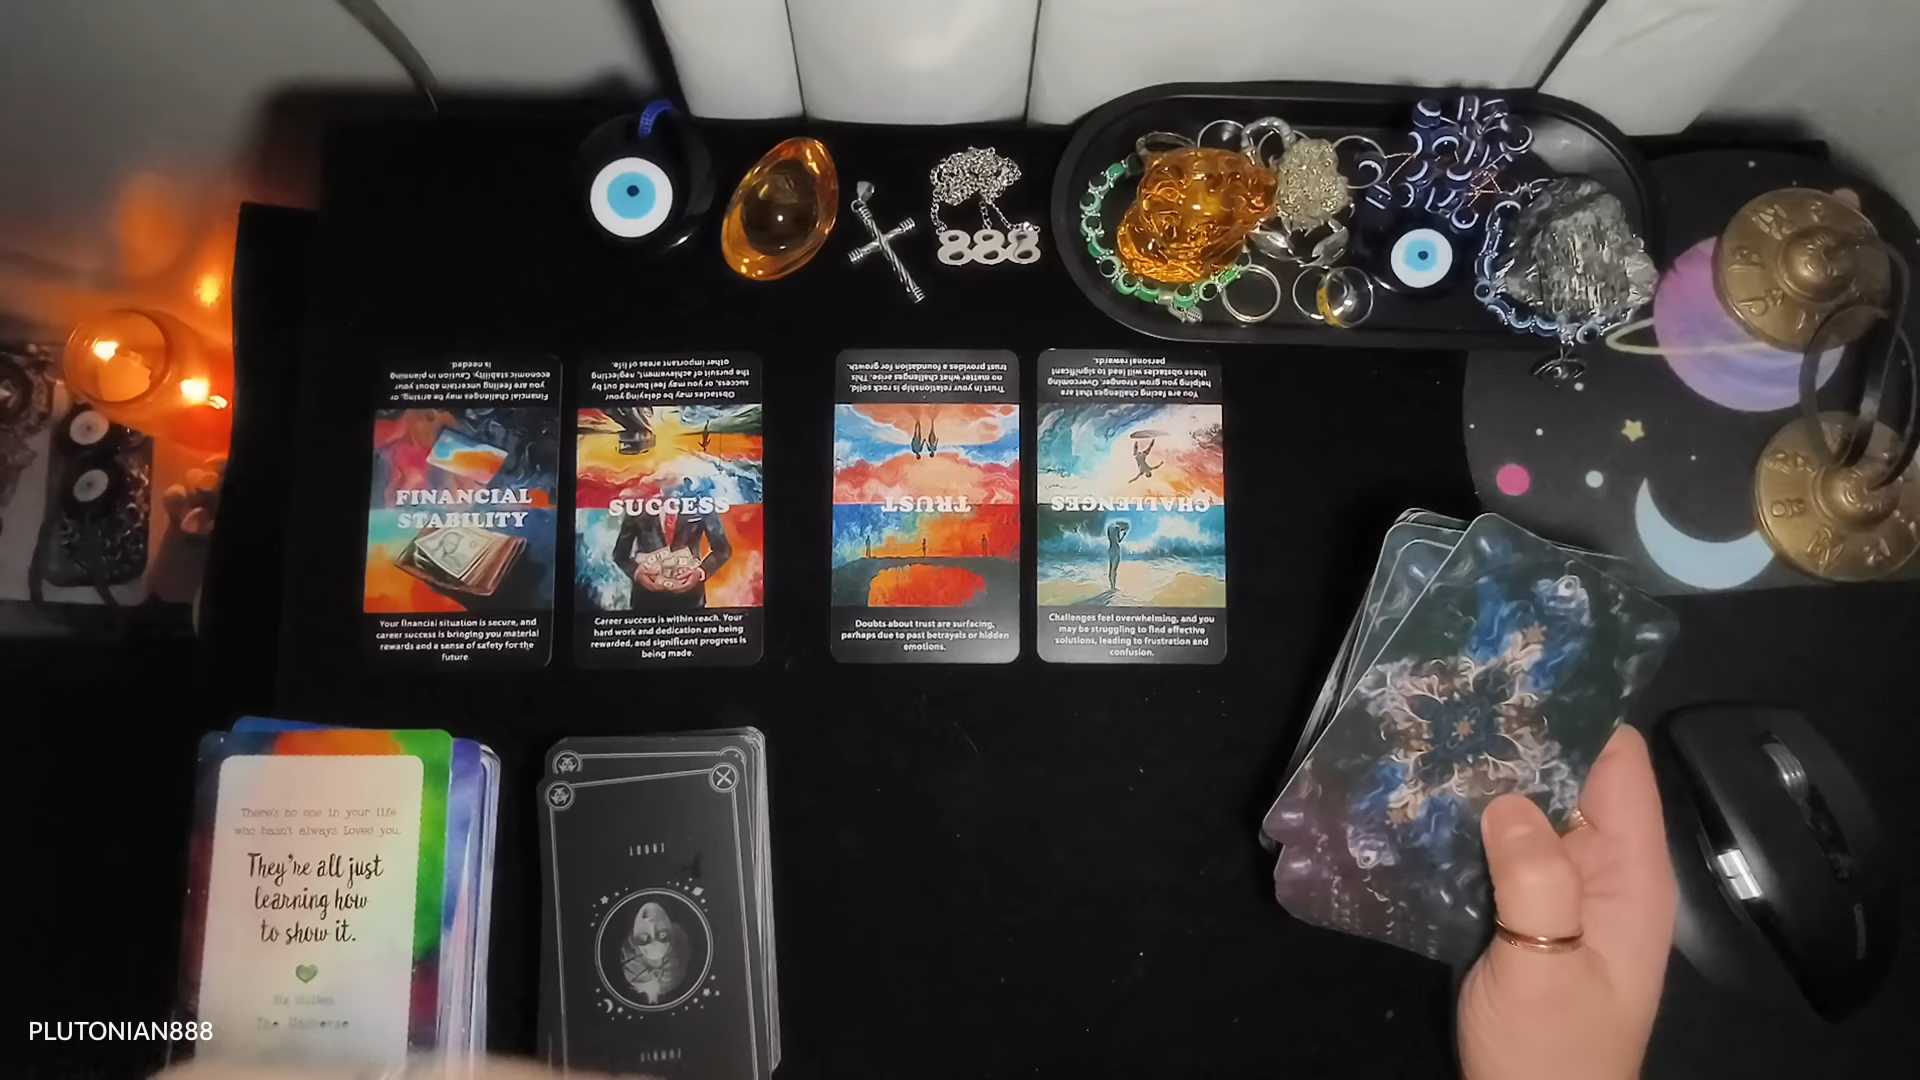 888
Financial challenges may be arising, or
you are feeling uncertain about your
economic stability. Caution in planning
is needed.
FINANCIAL
STABILITY
Your financial situation is secure, and
career success is bringing you material
rewards and a sense of safety for the
future.
Obstacles may be delaying your
success, or you may feel burned out by
the pursuit of achievement, neglecting
other important areas of life.
SUCCESS
Career success is within reach. Your
hard work and dedication are being
rewarded, and significant progress is
being made.
Trust in your relationship is rock solid,
no matter what challenges arise. This
trust provides a foundation for growth.
TRUST
Doubts about trust are surfacing,
perhaps due to past betrayals or hidden
emotions.
You are facing challenges that are
helping you grow stronger. Overcoming
these obstacles will lead to significant
personal rewards.
CHALLENGES
Challenges feel overwhelming, and you
may be struggling to find effective
solutions, leading to frustration and
confusion.
There's no one in your life
who hasn't always Loved you.
They're all just
learning how
to show it.
The Universe
TAROT
PLUTONIAN888